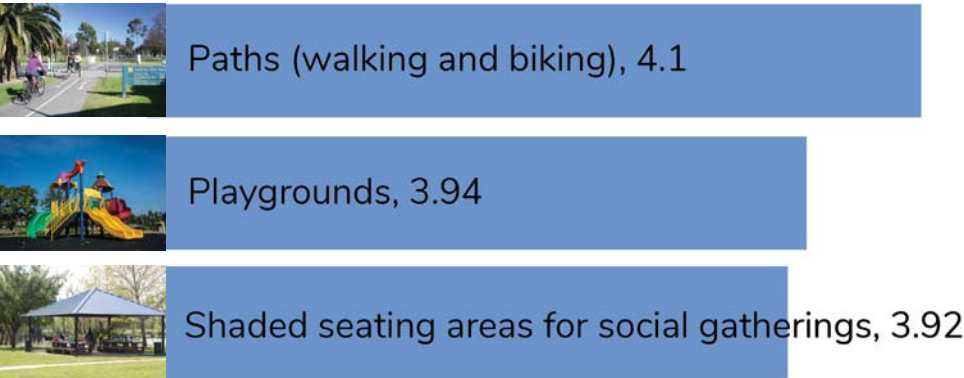 Paths (walking and biking), 4.1
Playgrounds, 3.94
Shaded seating areas for social gatherings, 3.92